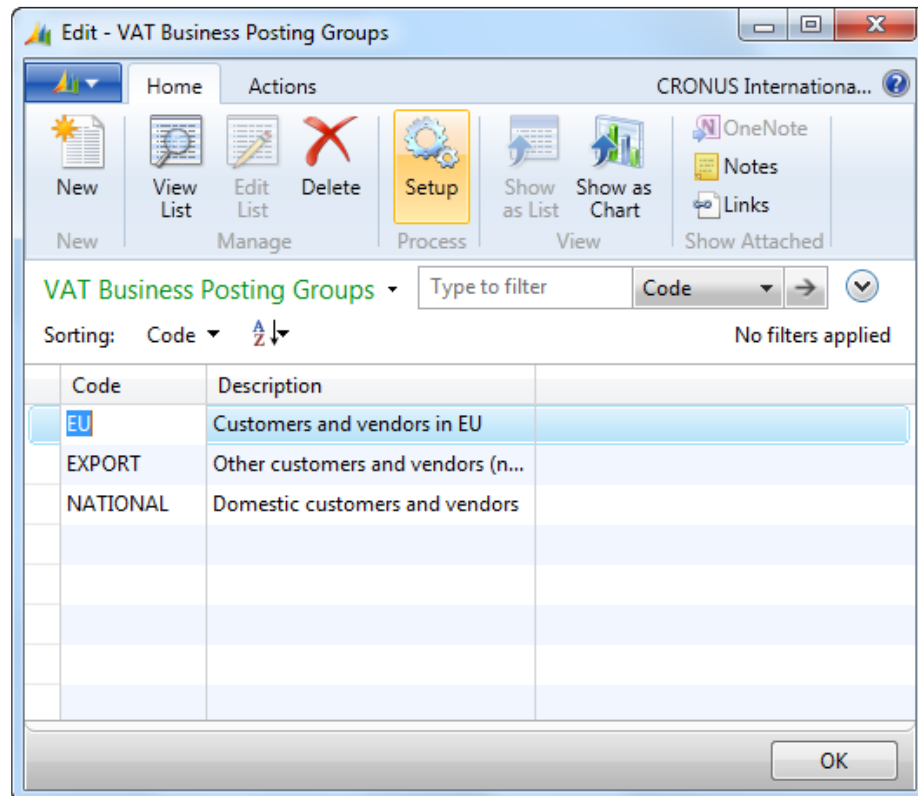 Edit - VAT Business Posting Groups
Home Actions CRONUS Internationa...
New View List Edit List Delete Setup Show as List Show as Chart OneNote Notes Links
New Manage Process View Show Attached
VAT Business Posting Groups Type to filter Code
Sorting: Code A Z No filters applied
Code Description
EU Customers and vendors in EU
EXPORT Other customers and vendors (n...
NATIONAL Domestic customers and vendors
OK